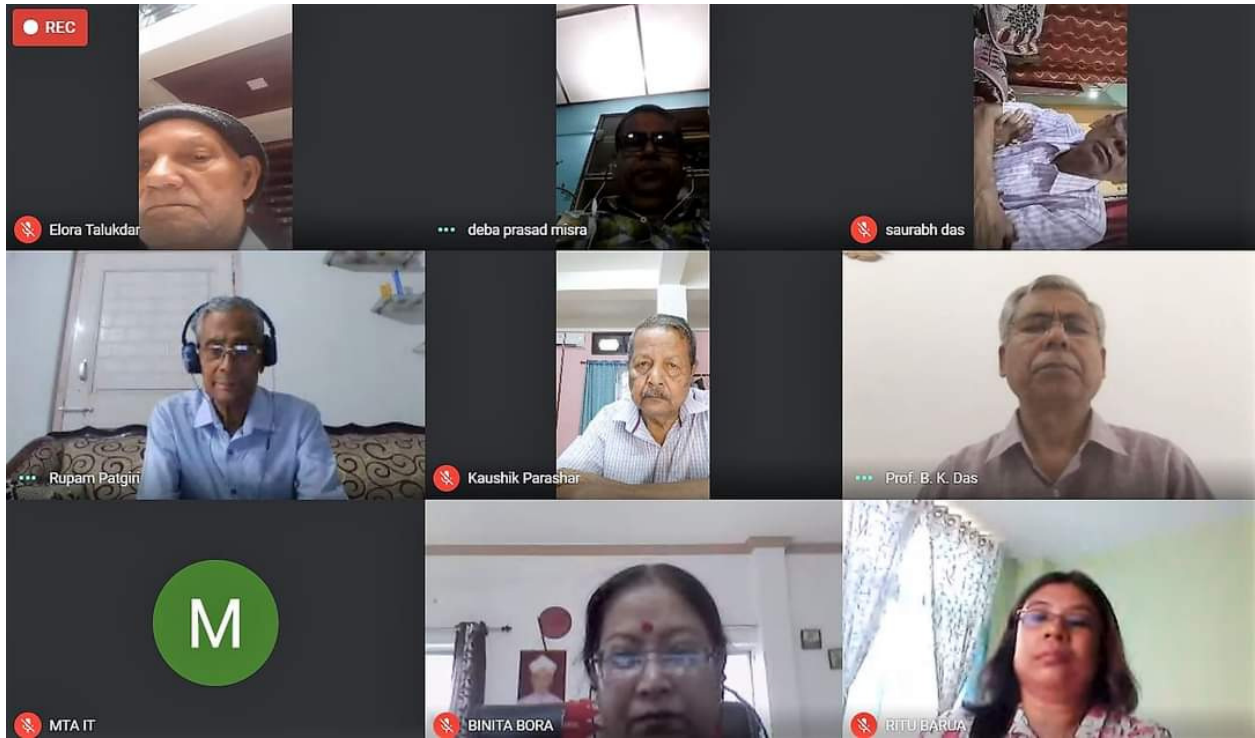 REC
Elora Talukdar
deba prasad misra
saurabh das
Rupam Patgiri
Kaushik Parashar
Prof. B. K. Das
M
MTA IT
BINITA BORA
RITU BARUA